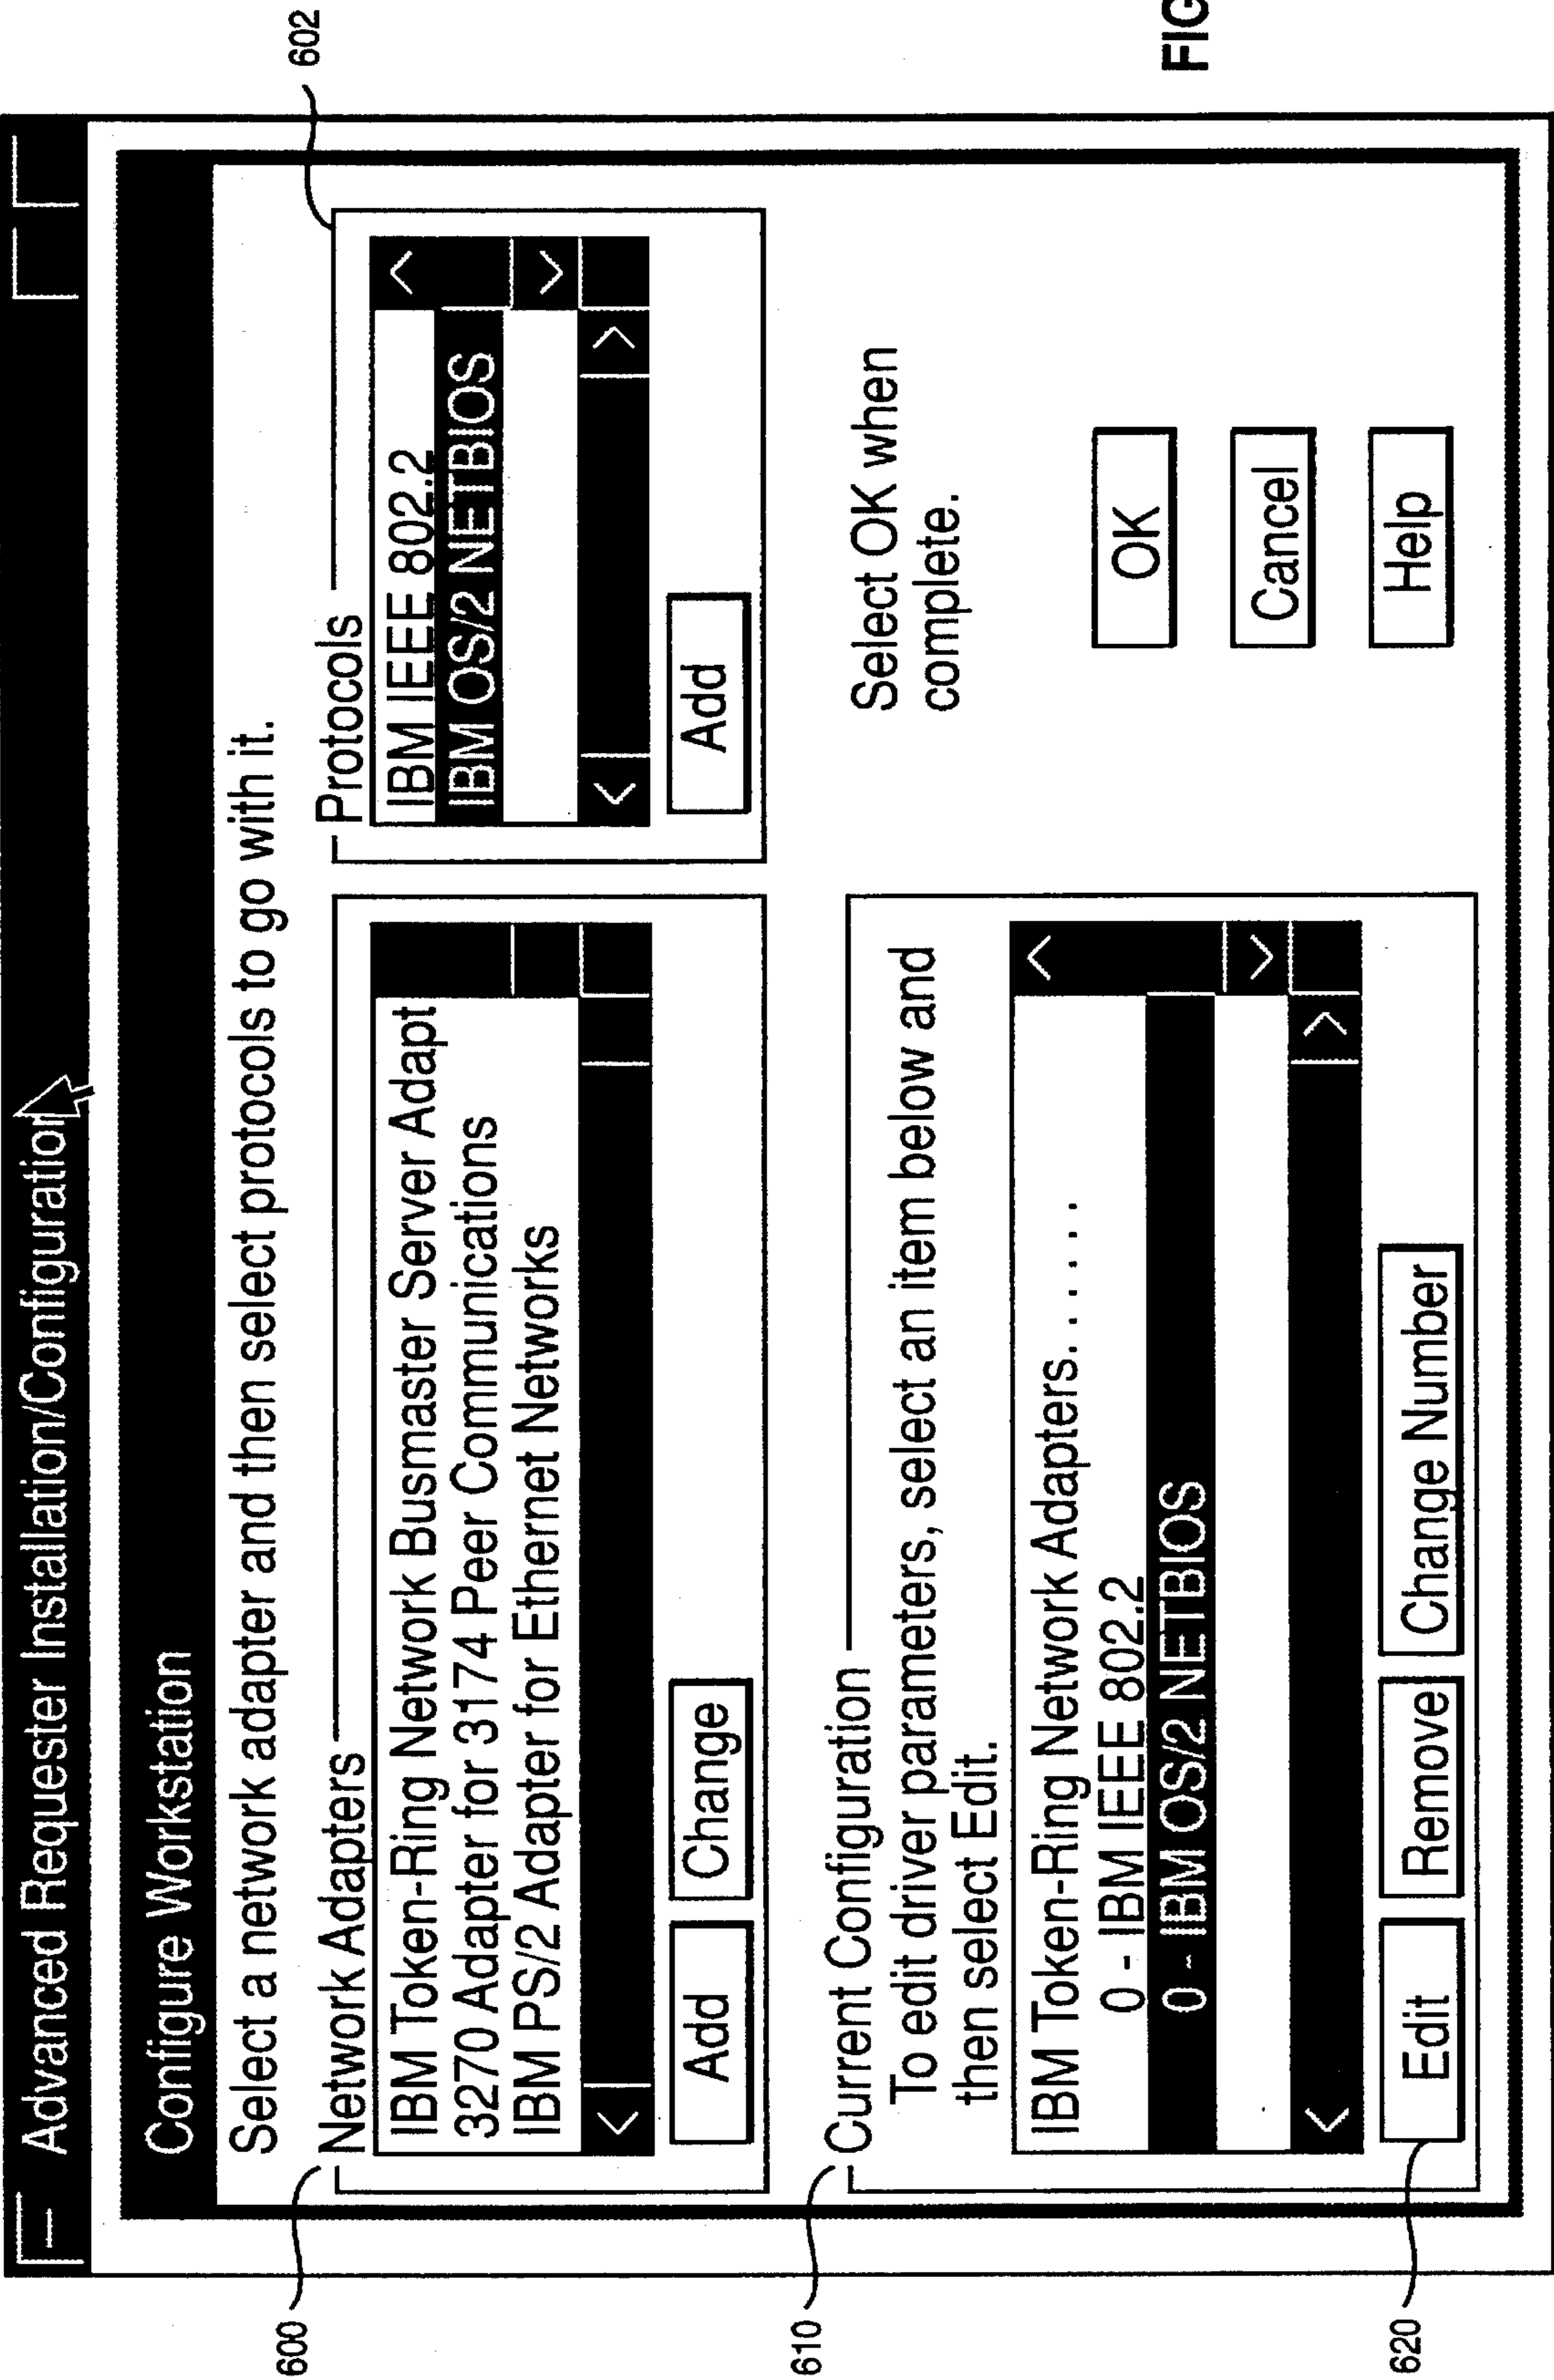 Advanced Requester Installation/Configuration
Configure Workstation
Select a network adapter and then select protocols to go with it.
600
Network Adapters
IBM Token-Ring Network Busmaster Server Adapt
3270 Adapter for 3174 Peer Communications
IBM PS/2 Adapter for Ethernet Networks
Add
Change
602
Protocols
IBM IEEE 802.2
IBM OS/2 NETBIOS
Add
610
Current Configuration
To edit driver parameters, select an item below and
then select Edit.
IBM Token-Ring Network Adapters. . . . . .
0 - IBM IEEE 802.2
0 - IBM OS/2 NETBIOS
620
Edit
Remove
Change Number
Select OK when
complete.
OK
Cancel
Help